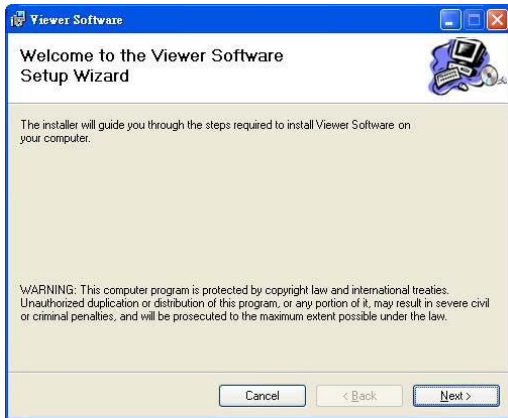 Viewer Software
Welcome to the Viewer Software
Setup Wizard
The installer will guide you through the steps required to install Viewer Software on
your computer.
WARNING: This computer program is protected by copyright law and international treaties.
Unauthorized duplication or distribution of this program, or any portion of it, may result in severe civil
or criminal penalties, and will be prosecuted to the maximum extent possible under the law.
Cancel < Back Next >